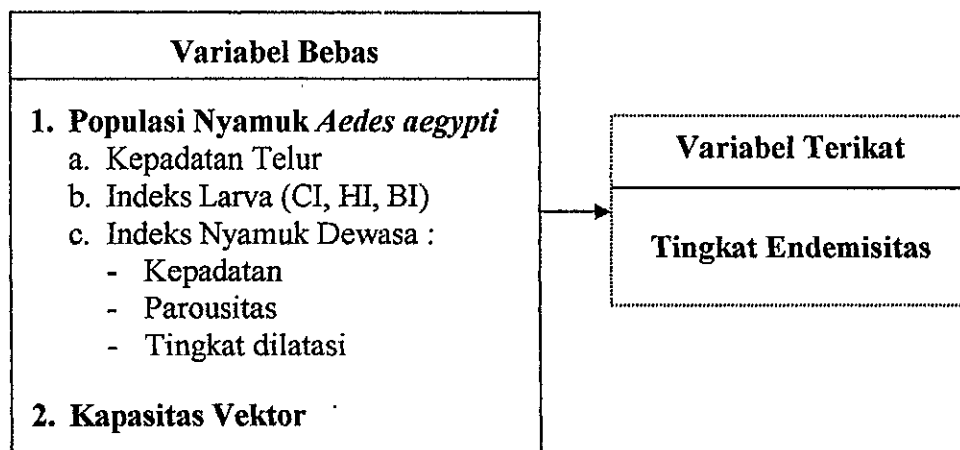 Variabel Bebas
1. Populasi Nyamuk Aedes aegypti
a. Kepadatan Telur
b. Indeks Larva (CI, HI, BI)
c. Indeks Nyamuk Dewasa :
- Kepadatan
- Parousitas
- Tingkat dilatasi
2. Kapasitas Vektor
Variabel Terikat
Tingkat Endemisitas